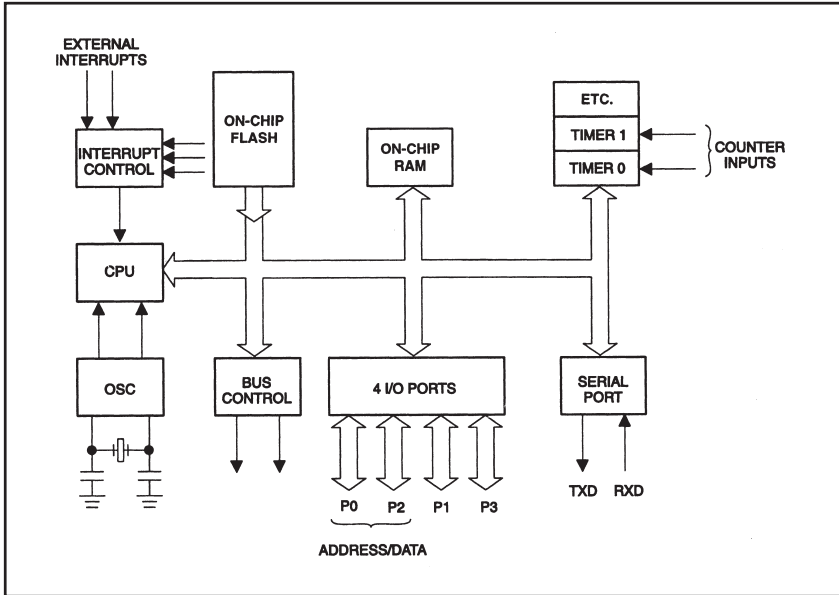 EXTERNAL
INTERRUPTS
INTERRUPT
CONTROL
ON-CHIP
FLASH
ON-CHIP
RAM
ETC.
TIMER 1
TIMER 0
COUNTER
INPUTS
CPU
OSC
BUS
CONTROL
4 I/O PORTS
SERIAL
PORT
P0 P2 P1 P3
TXD RXD
ADDRESS/DATA